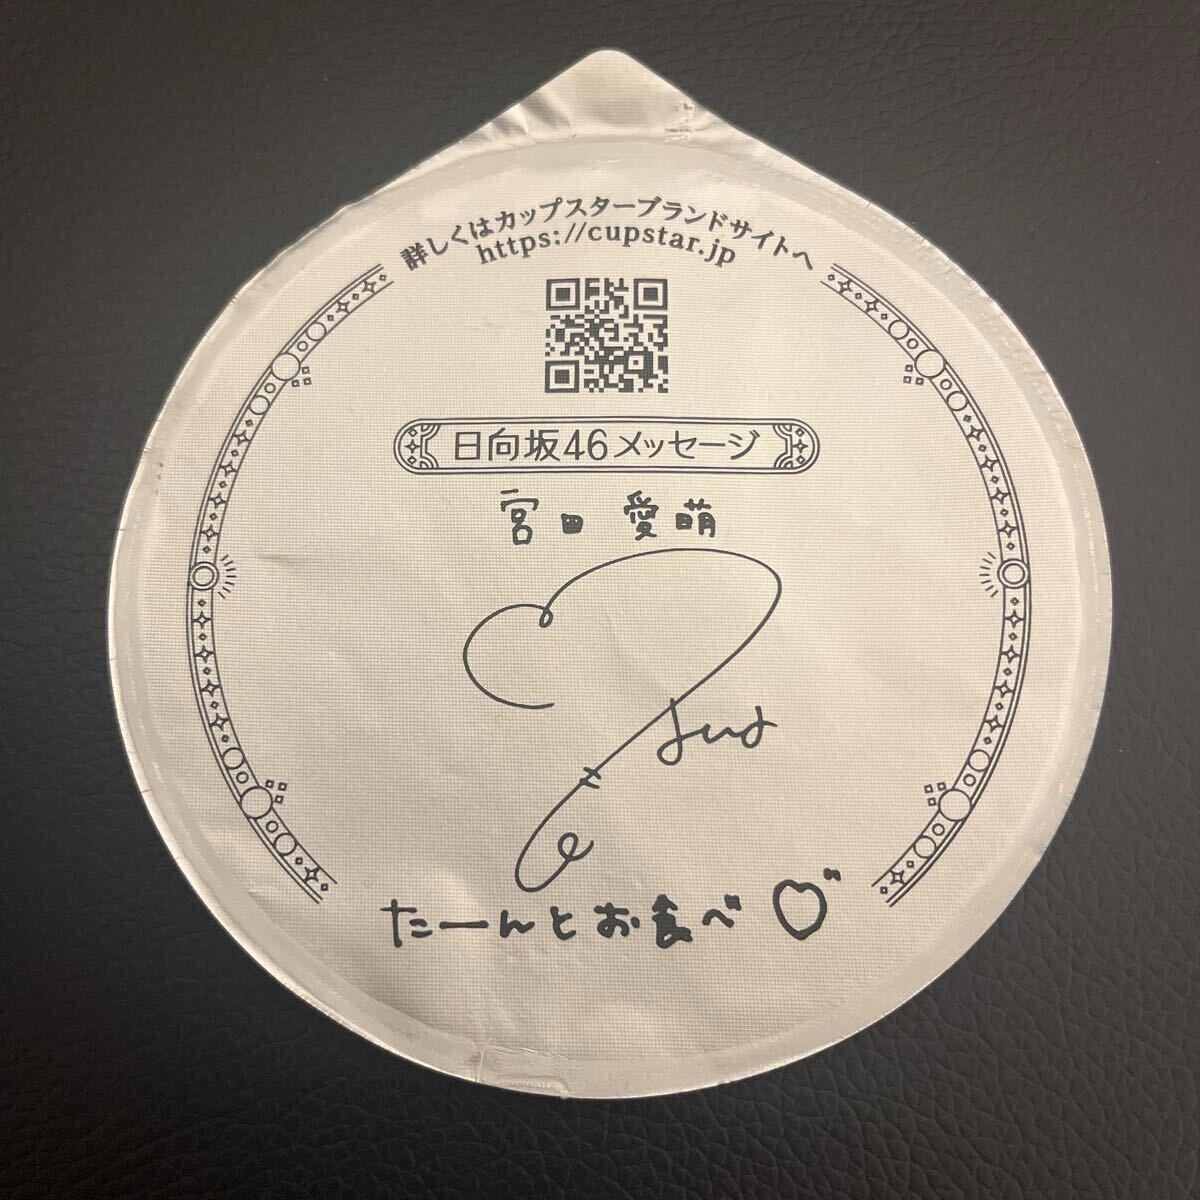 詳しくはカップスターブランドサイトへ
https://cupstar.jp
日向坂46メッセージ
宮田 愛萌
たーんとお食べ♡